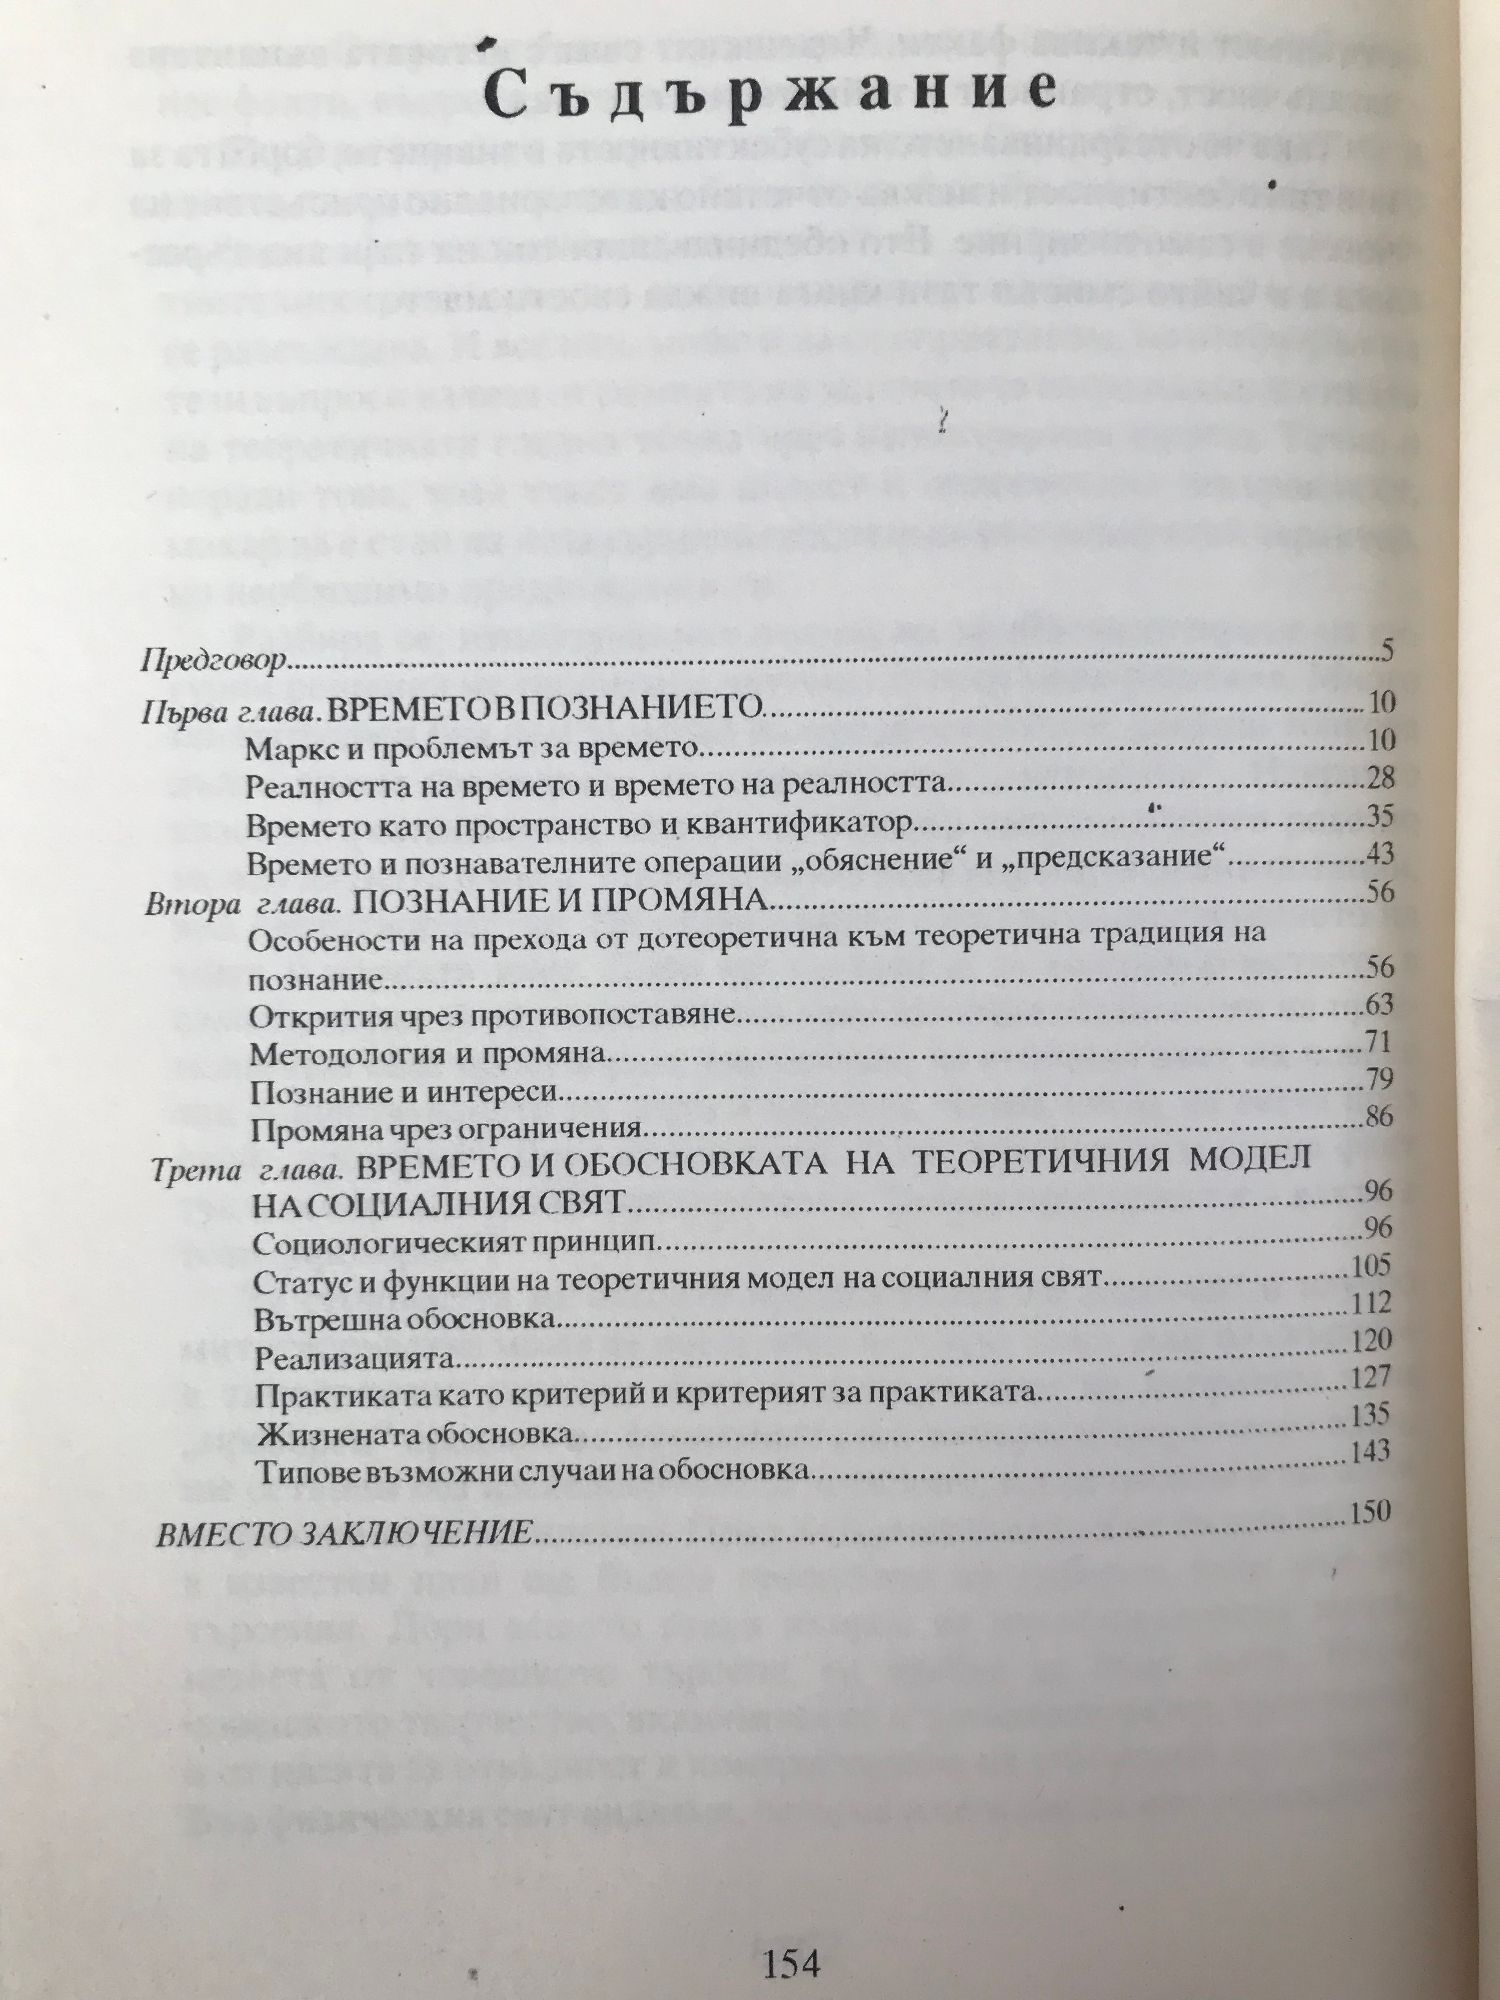 Съдържание
Предговор.....5
Първа глава. ВРЕМЕТО В ПОЗНАНИЕТО.....10
Маркс и проблемът за времето.....10
Реалността на времето и времето на реалността.....28
Времето като пространство и квантификатор.....35
Времето и познавателните операции „обяснение“ и „предсказание“.....43
Втора глава. ПОЗНАНИЕ И ПРОМЯНА.....56
Особености на прехода от дотеоретична към теоретична традиция на
познание.....56
Открития чрез противопоставяне.....63
Методология и промяна.....71
Познание и интереси.....79
Промяна чрез ограничения.....86
Трета глава. ВРЕМЕТО И ОБОСНОВКАТА НА ТЕОРЕТИЧНИЯ МОДЕЛ
НА СОЦИАЛНИЯ СВЯТ.....96
Социологическият принцип.....96
Статус и функции на теоретичния модел на социалния свят.....105
Вътрешна обосновка.....112
Реализацията.....120
Практиката като критерий и критерият за практиката.....127
Жизнената обосновка.....135
Типове възможни случаи на обосновка.....143
ВМЕСТО ЗАКЛЮЧЕНИЕ.....150
154